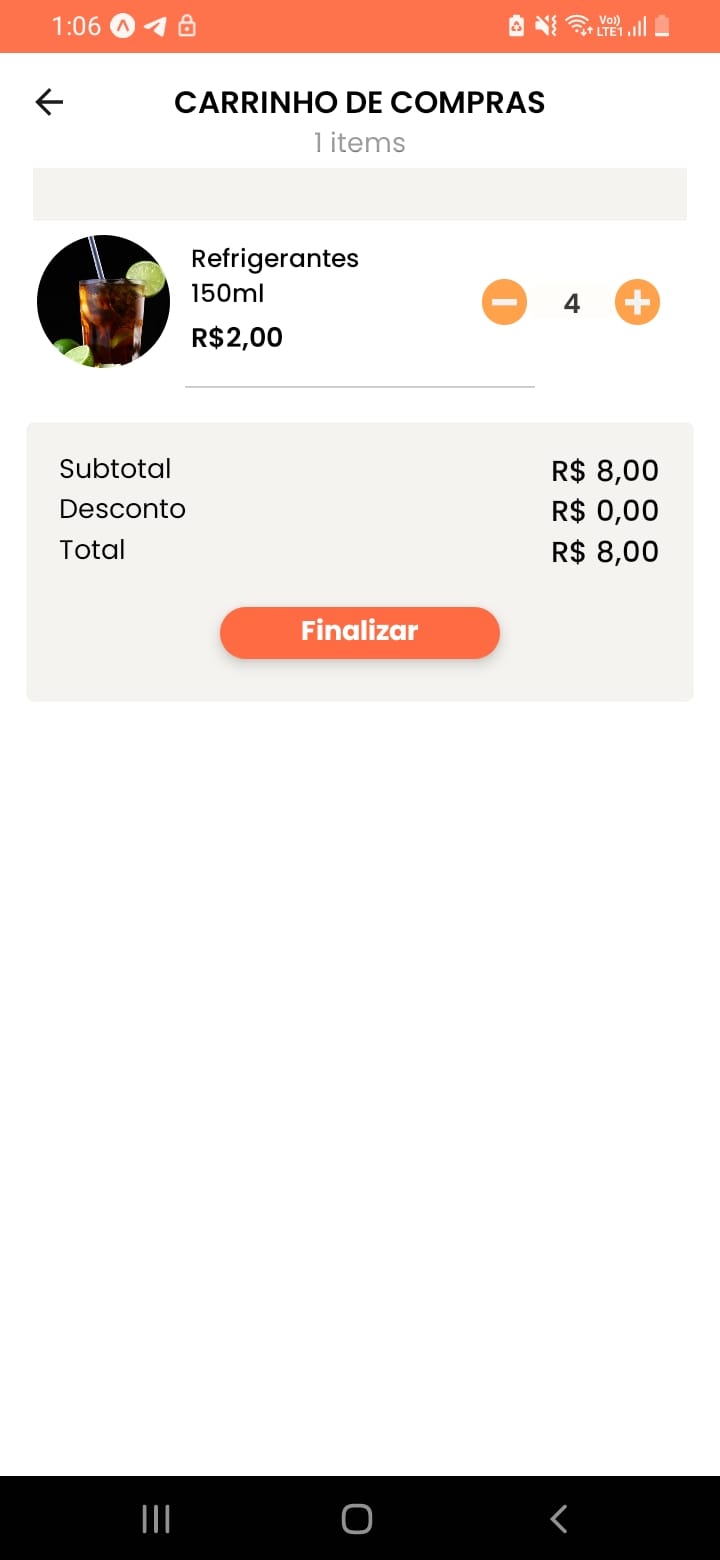 1:06
Vo))
LTE1
CARRINHO DE COMPRAS
1 items
Refrigerantes
150ml
R$2,00
4
Subtotal R$ 8,00
Desconto R$ 0,00
Total R$ 8,00
Finalizar